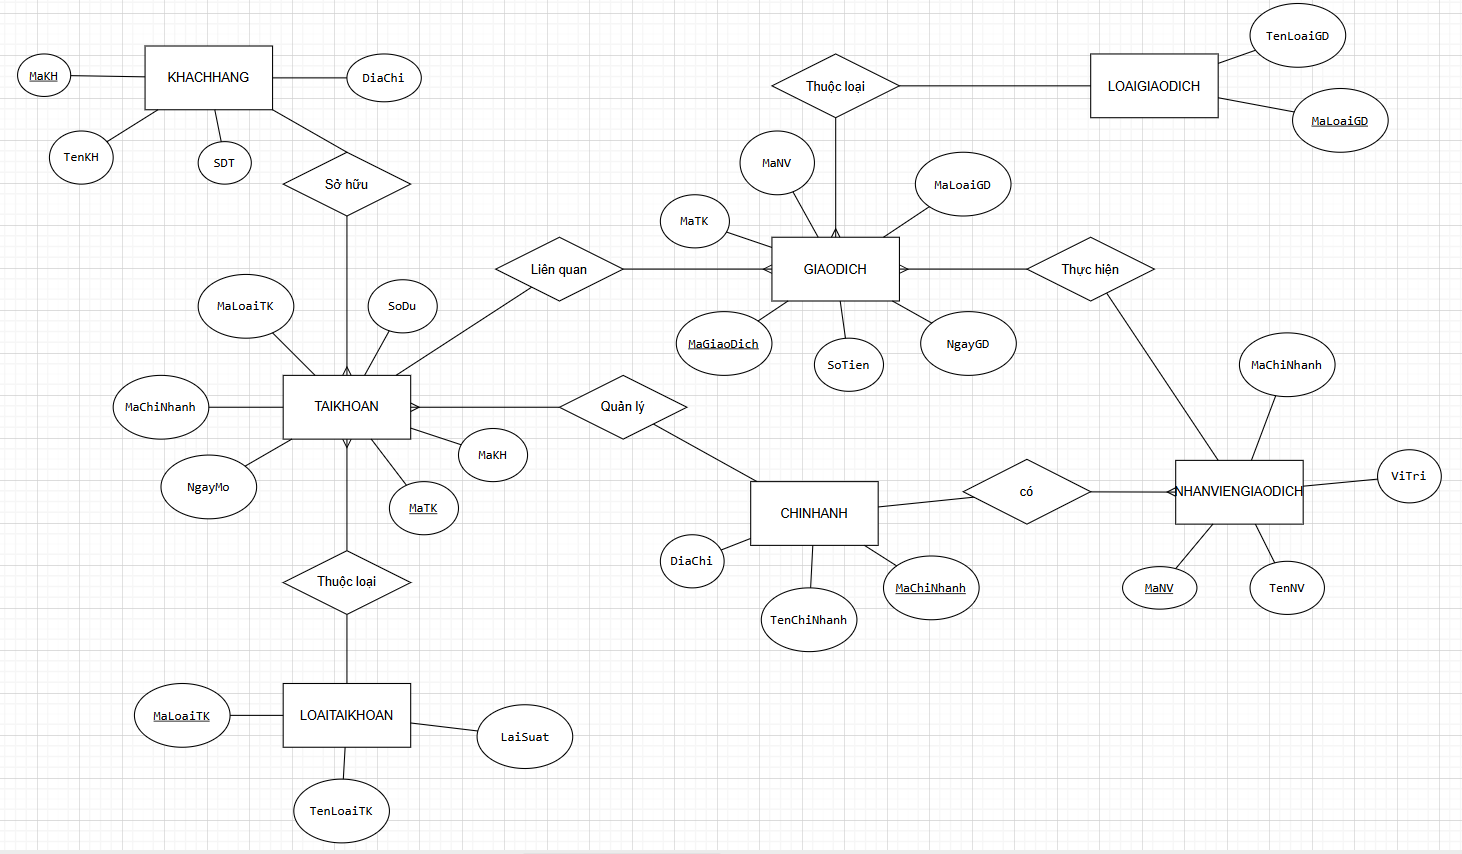 TenLoaiGD
MaKH
KHACHHANG
DiaChi
Thuộc loại
LOAIGIAODICH
MaLoaiGD
TenKH
SDT
MaNV
Sở hữu
MaLoaiGD
MaTK
Liên quan
GIAODICH
Thực hiện
MaLoaiTK
SoDu
MaGiaoDich
NgayGD
SoTien
MaChiNhanh
MaChiNhanh
TAIKHOAN
Quản lý
MaKH
ViTri
NgayMo
MaTK
CHINHANH
có
NHANVIENGIAODICH
DiaChi
MaChiNhanh
MaNV
TenNV
Thuộc loại
TenChiNhanh
MaLoaiTK
LOAITAIKHOAN
LaiSuat
TenLoaiTK